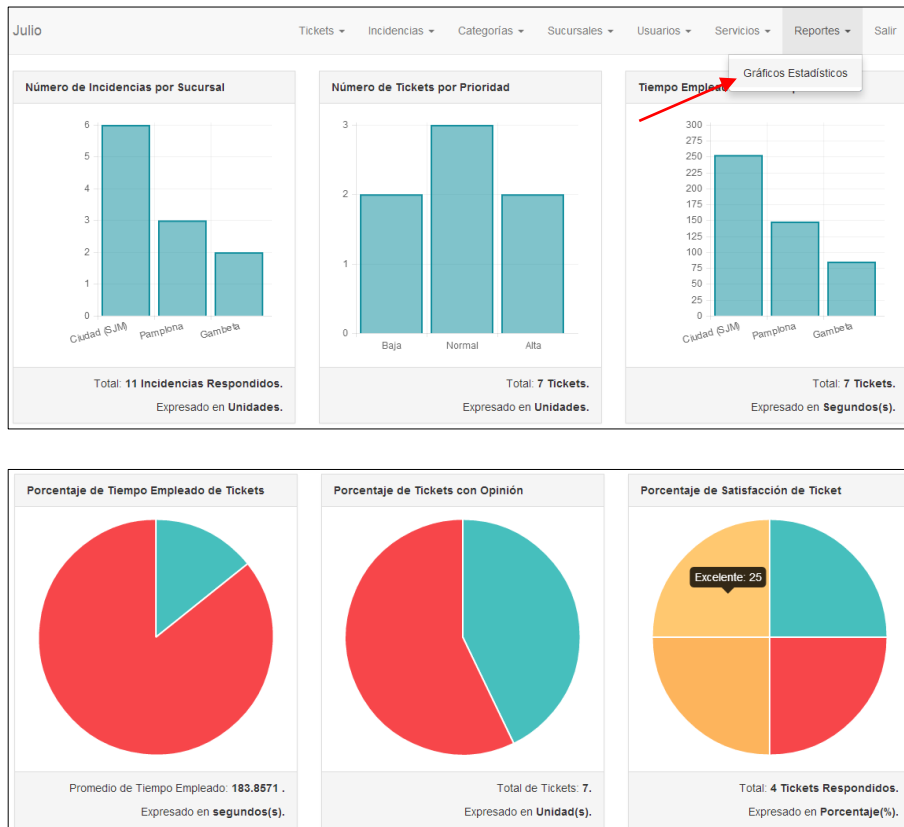 Julio
Tickets
Incidencias
Categorías
Sucursales
Usuarios
Servicios
Reportes
Salir
Gráficos Estadísticos
Número de Incidencias por Sucursal
6
5
4
3
2
1
0
Ciudad (SJM)
Pamplona
Gambeta
Total: 11 Incidencias Respondidos.
Expresado en Unidades.
Número de Tickets por Prioridad
3
2
1
0
Baja
Normal
Alta
Total: 7 Tickets.
Expresado en Unidades.
Tiempo
300
275
250
225
200
175
150
125
100
75
50
25
0
Ciudad (SJM)
Pamplona
Gambeta
Total: 7 Tickets.
Expresado en Segundos(s).
Porcentaje de Tiempo Empleado de Tickets
Promedio de Tiempo Empleado: 183.8571 .
Expresado en segundos(s).
Porcentaje de Tickets con Opinión
Total de Tickets: 7.
Expresado en Unidad(s).
Porcentaje de Satisfacción de Ticket
Excelente: 25
Total: 4 Tickets Respondidos.
Expresado en Porcentaje(%).